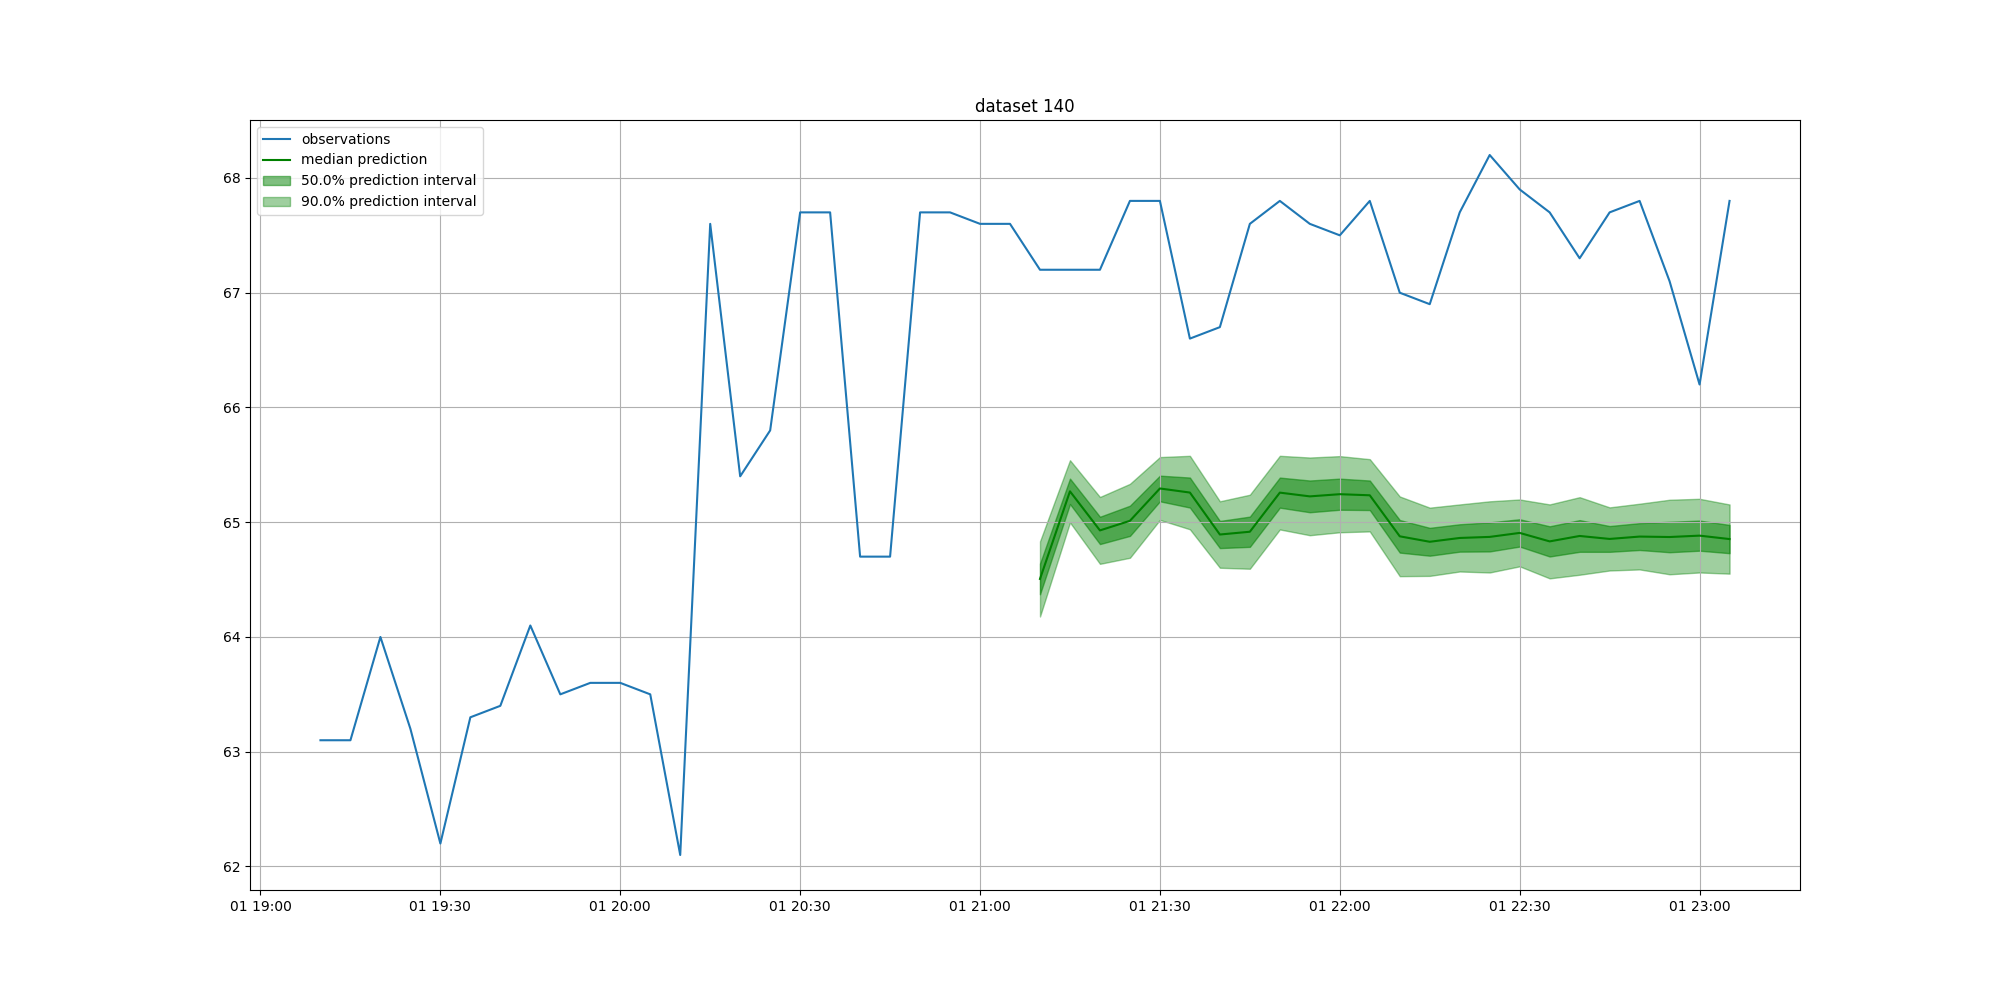 dataset 140
observations
median prediction
50.0% prediction interval
90.0% prediction interval
68
67
66
65
64
63
62
01 19:00 01 19:30 01 20:00 01 20:30 01 21:00 01 21:30 01 22:00 01 22:30 01 23:00